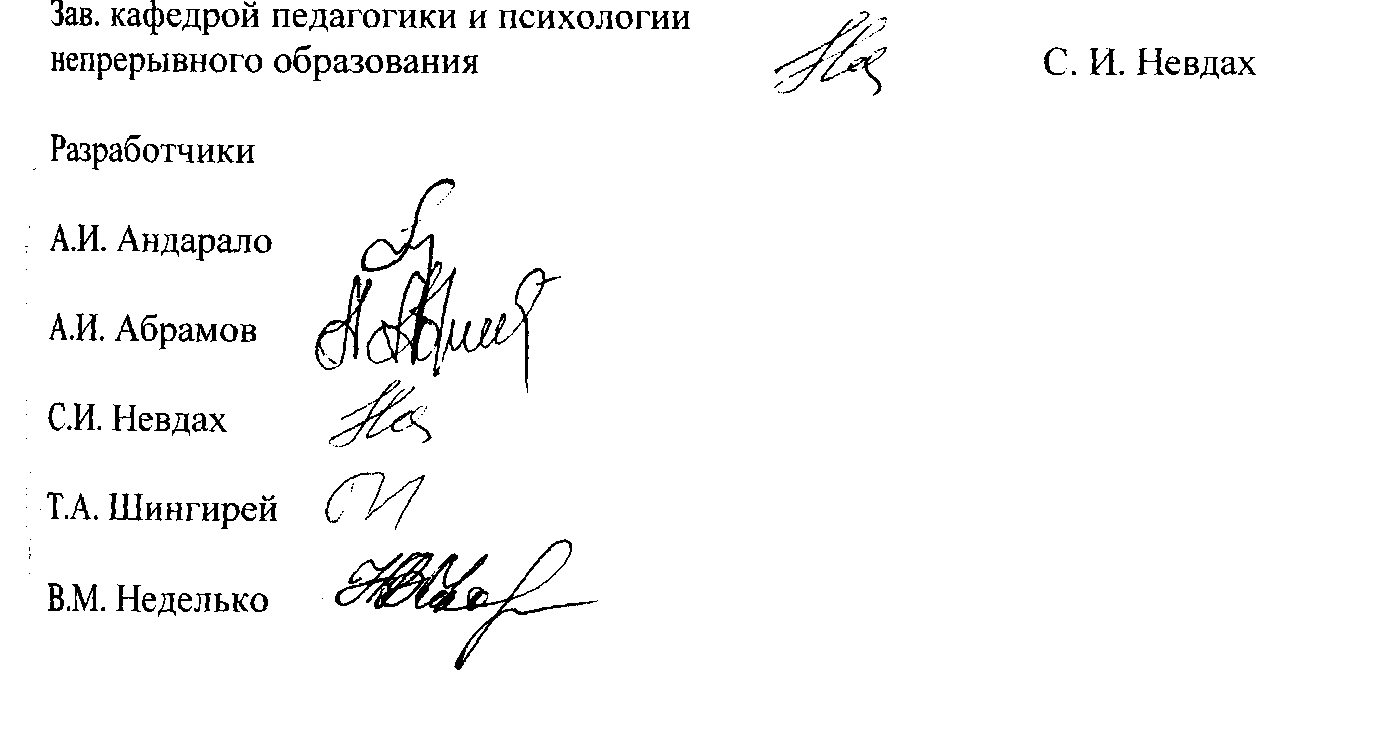 Зав. кафедрой педагогики и психологии
непрерывного образования С. И. Невдах
Разработчики
А.И. Андарало
А.И. Абрамов
С.И. Невдах
Т.А. Шингирей
В.М. Неделько